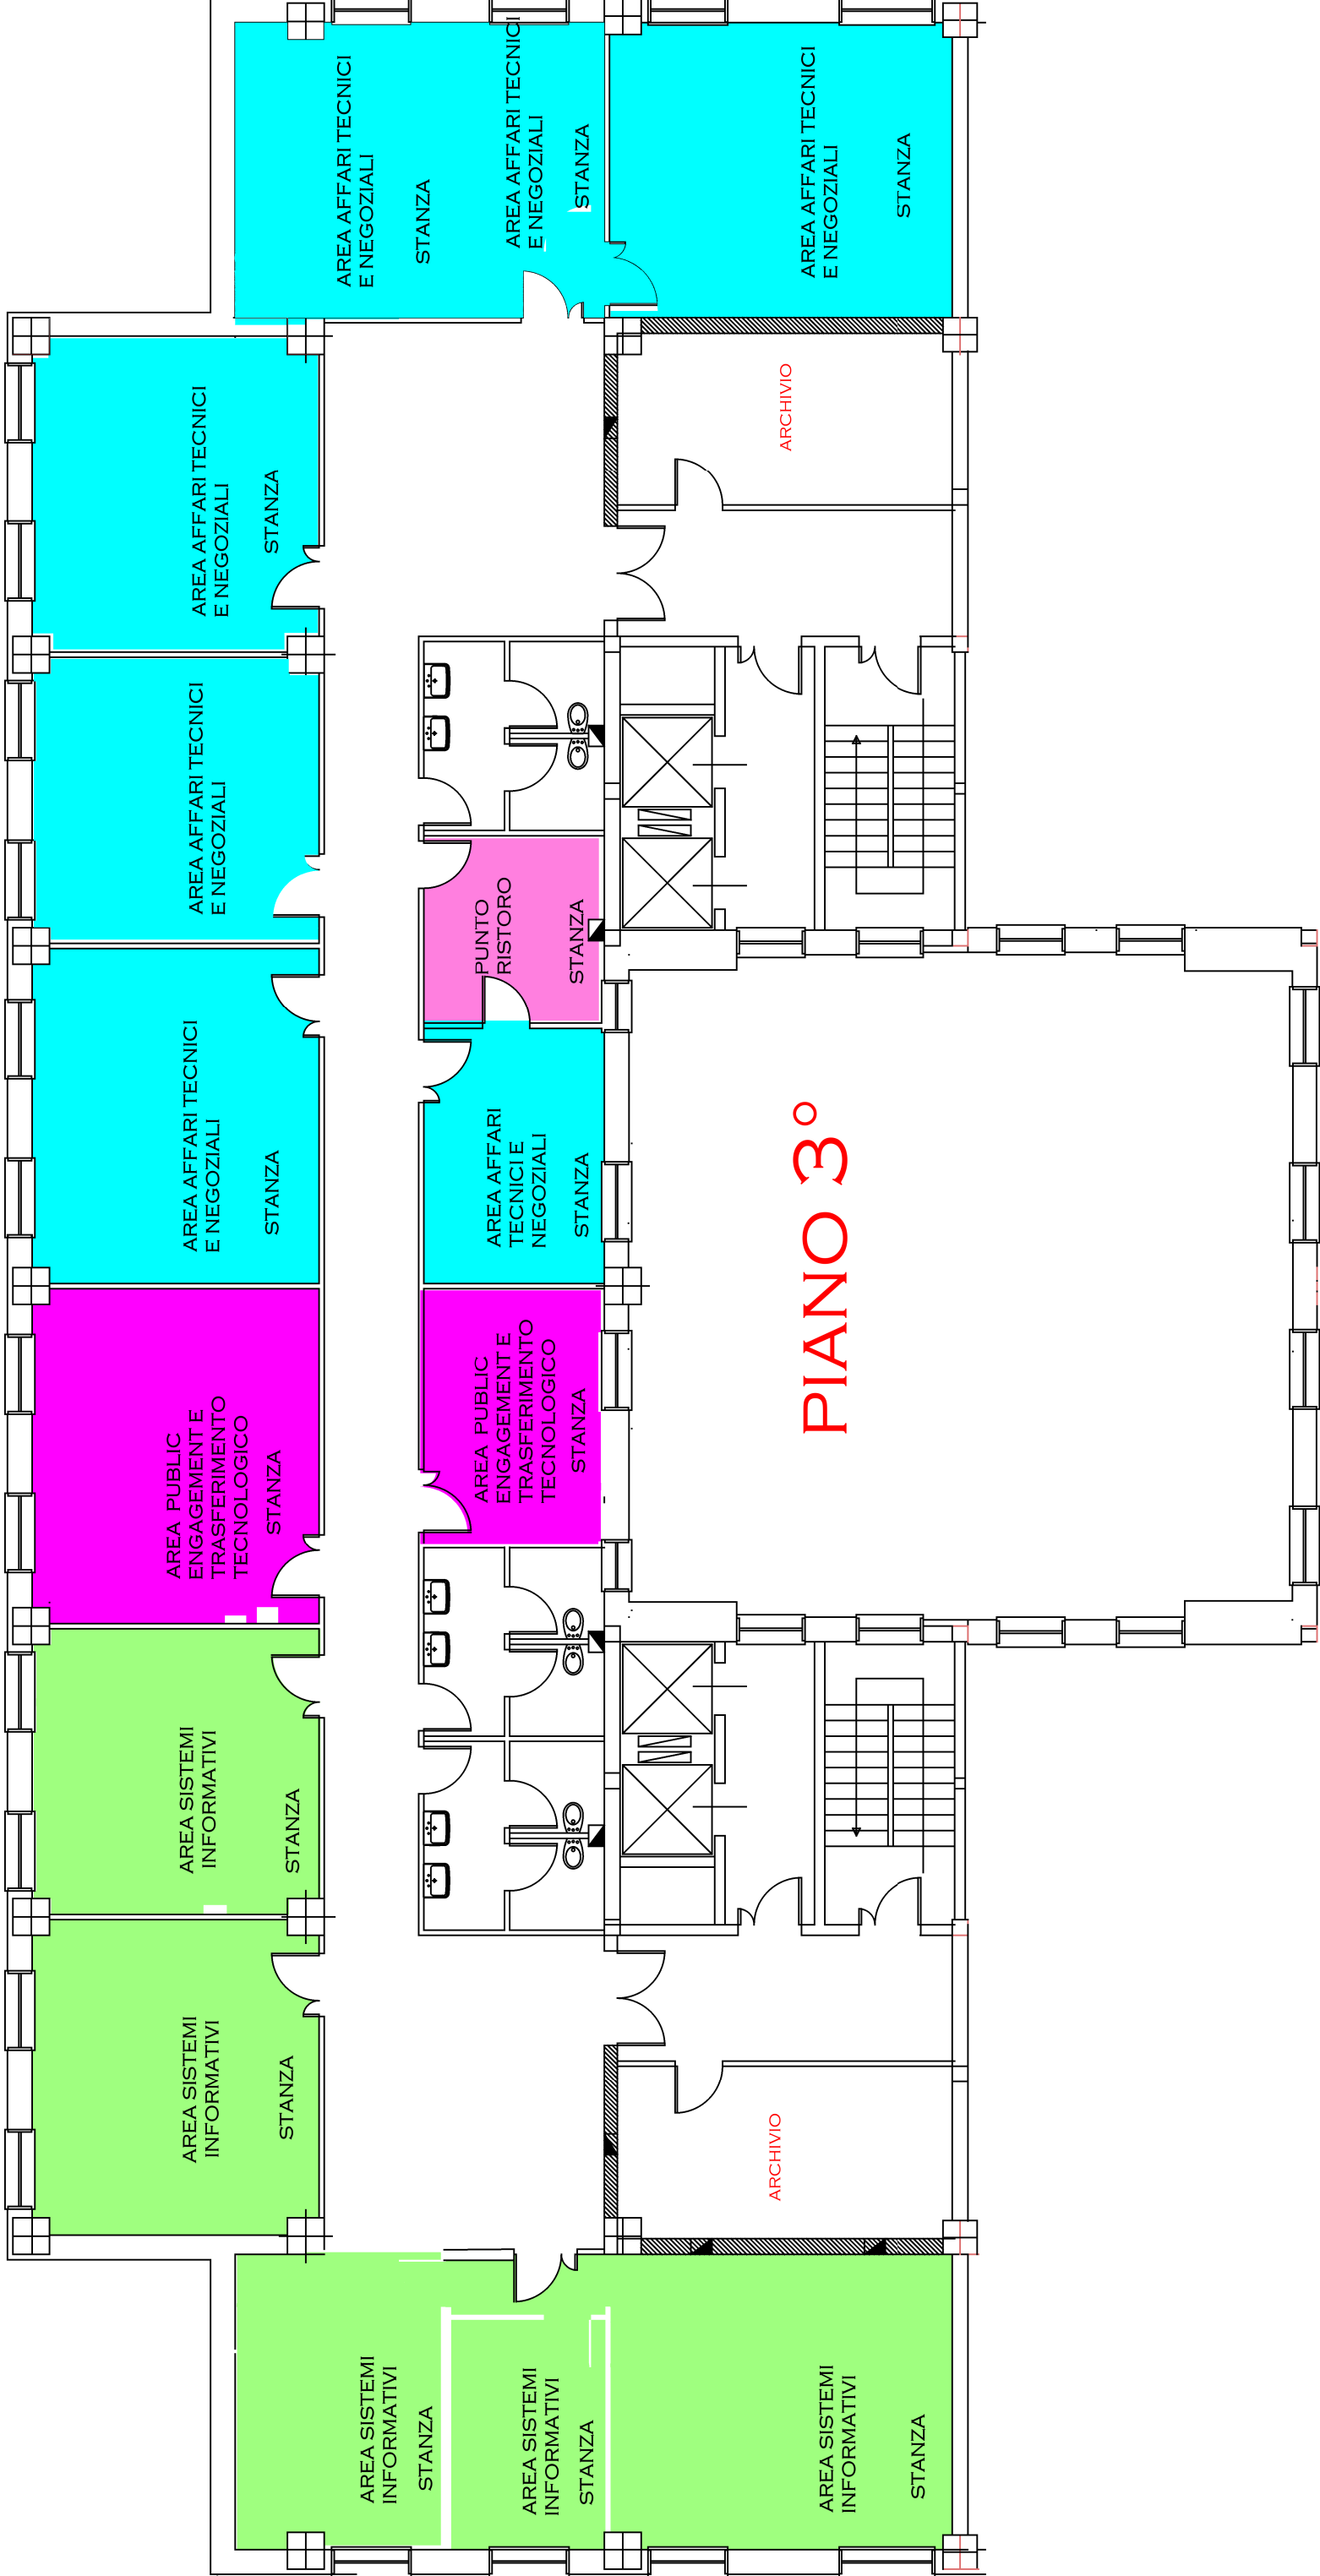 AREA AFFARI TECNICI
E NEGOZIALI
STANZA
AREA AFFARI TECNICI
E NEGOZIALI
STANZA
AREA AFFARI TECNICI
E NEGOZIALI
STANZA
ARCHIVIO
AREA AFFARI TECNICI
E NEGOZIALI
STANZA
AREA AFFARI TECNICI
E NEGOZIALI
PUNTO
RISTORO
STANZA
AREA AFFARI TECNICI
E NEGOZIALI
STANZA
AREA AFFARI
TECNICI E
NEGOZIALI
STANZA
PIANO 3°
AREA PUBLIC
ENGAGEMENT E
TRASFERIMENTO
TECNOLOGICO
STANZA
AREA PUBLIC
ENGAGEMENT E
TRASFERIMENTO
TECNOLOGICO
STANZA
AREA SISTEMI
INFORMATIVI
STANZA
AREA SISTEMI
INFORMATIVI
STANZA
ARCHIVIO
AREA SISTEMI
INFORMATIVI
STANZA
AREA SISTEMI
INFORMATIVI
STANZA
AREA SISTEMI
INFORMATIVI
STANZA